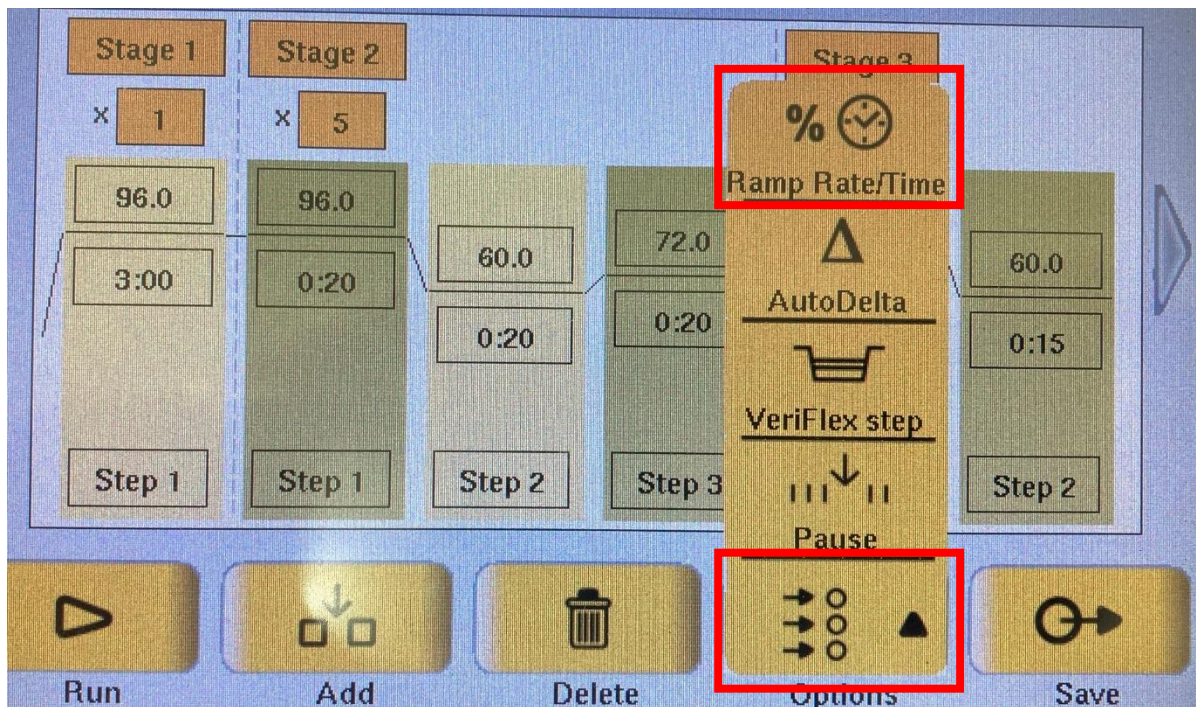 Stage 1
Stage 2
Stage 3
x 1
x 5
%
Ramp Rate/Time
96.0
96.0
60.0
72.0
60.0
3:00
0:20
0:20
0:20
0:15
AutoDelta
VeriFlex step
Pause
Step 1
Step 1
Step 2
Step 3
Step 2
Run
Add
Delete
Options
Save